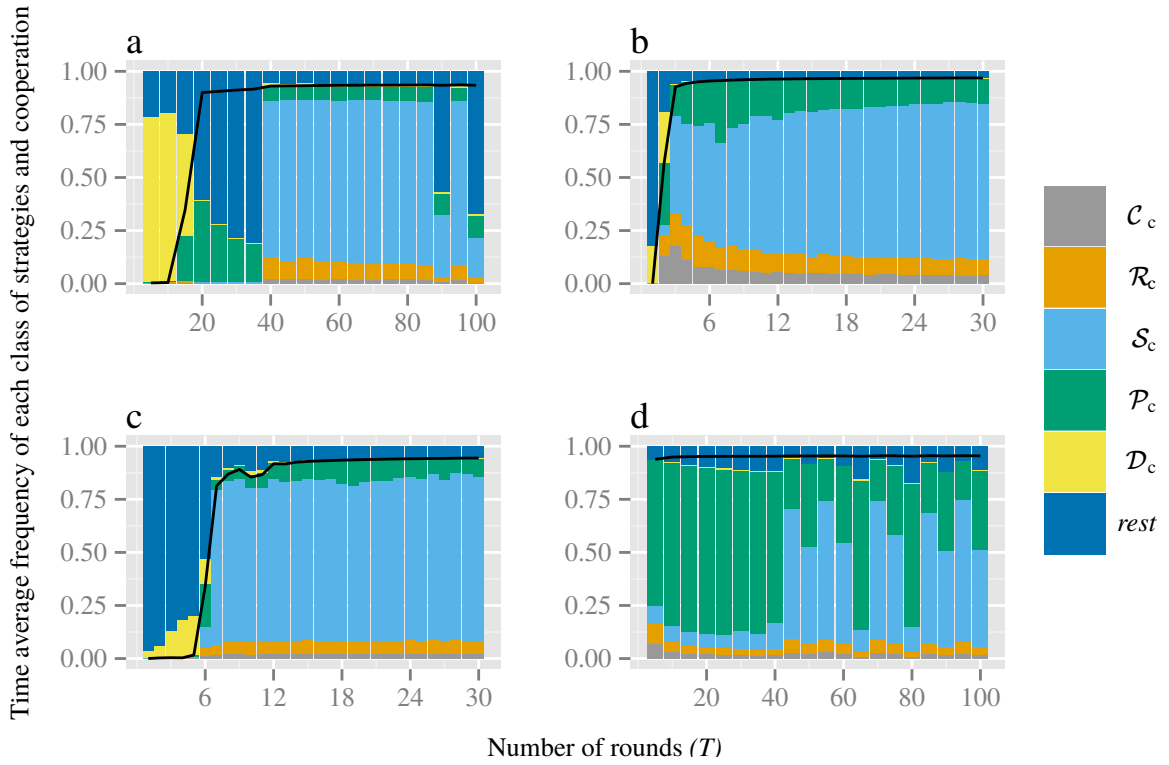 Time average frequency of each class of strategies and cooperation
a
1.00
0.75
0.50
0.25
0.00
20 40 60 80 100
b
1.00
0.75
0.50
0.25
0.00
6 12 18 24 30
c
1.00
0.75
0.50
0.25
0.00
6 12 18 24 30
d
1.00
0.75
0.50
0.25
0.00
20 40 60 80 100
Number of rounds (T)
𝒞c
ℛc
𝒮c
𝒫c
𝒟c
rest